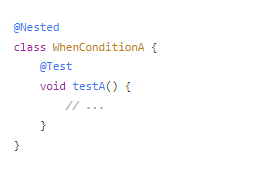 @Nested
class WhenConditionA {
    @Test
    void testA() {
        // ...
    }
}